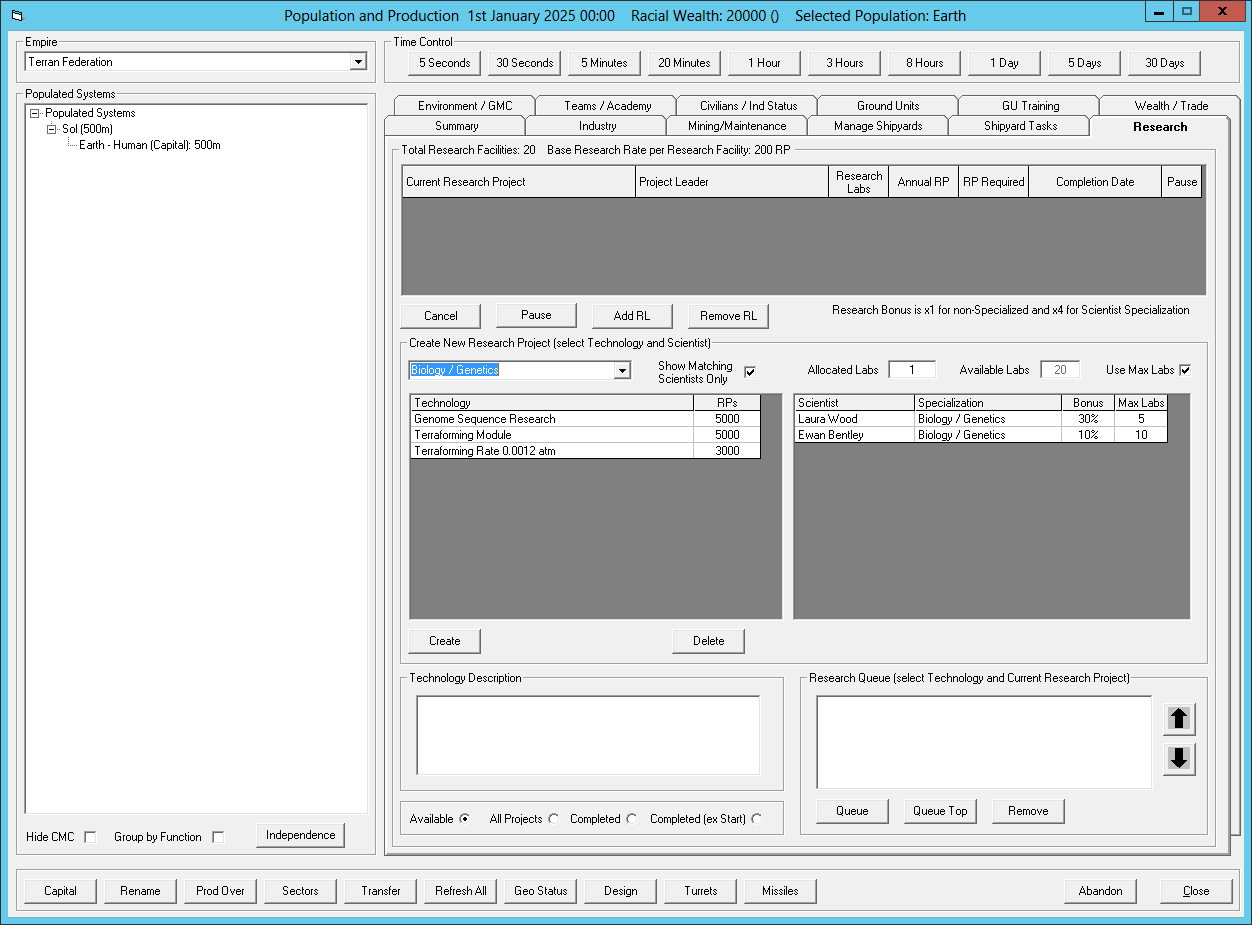 Population and Production 1st January 2025 00:00 Racial Wealth: 20000 () Selected Population: Earth
Empire
Terran Federation
Populated Systems
Populated Systems
Sol (500m)
Earth - Human (Capital): 500m
Hide CMC
Group by Function
Independence
Time Control
5 Seconds 30 Seconds 5 Minutes 20 Minutes 1 Hour 3 Hours 8 Hours 1 Day 5 Days 30 Days
Environment / GMC Teams / Academy Civilians / Ind Status Ground Units GU Training Wealth / Trade
Summary Industry Mining/Maintenance Manage Shipyards Shipyard Tasks Research
Total Research Facilities: 20 Base Research Rate per Research Facility: 200 RP
Current Research Project Project Leader Research Labs Annual RP RP Required Completion Date Pause
Cancel Pause Add RL Remove RL Research Bonus is x1 for non-Specialized and x4 for Scientist Specialization
Create New Research Project (select Technology and Scientist)
Biology / Genetics
Show Matching
Scientists Only
Allocated Labs 1 Available Labs 20 Use Max Labs
Technology RPs
Genome Sequence Research 5000
Terraforming Module 5000
Terraforming Rate 0.0012 atm 3000
Scientist Specialization Bonus Max Labs
Laura Wood Biology / Genetics 30% 5
Ewan Bentley Biology / Genetics 10% 10
Create Delete
Technology Description
Available All Projects Completed Completed (ex Start)
Research Queue (select Technology and Current Research Project)
Queue Queue Top Remove
Capital Rename Prod Over Sectors Transfer Refresh All Geo Status Design Turrets Missiles Abandon Close